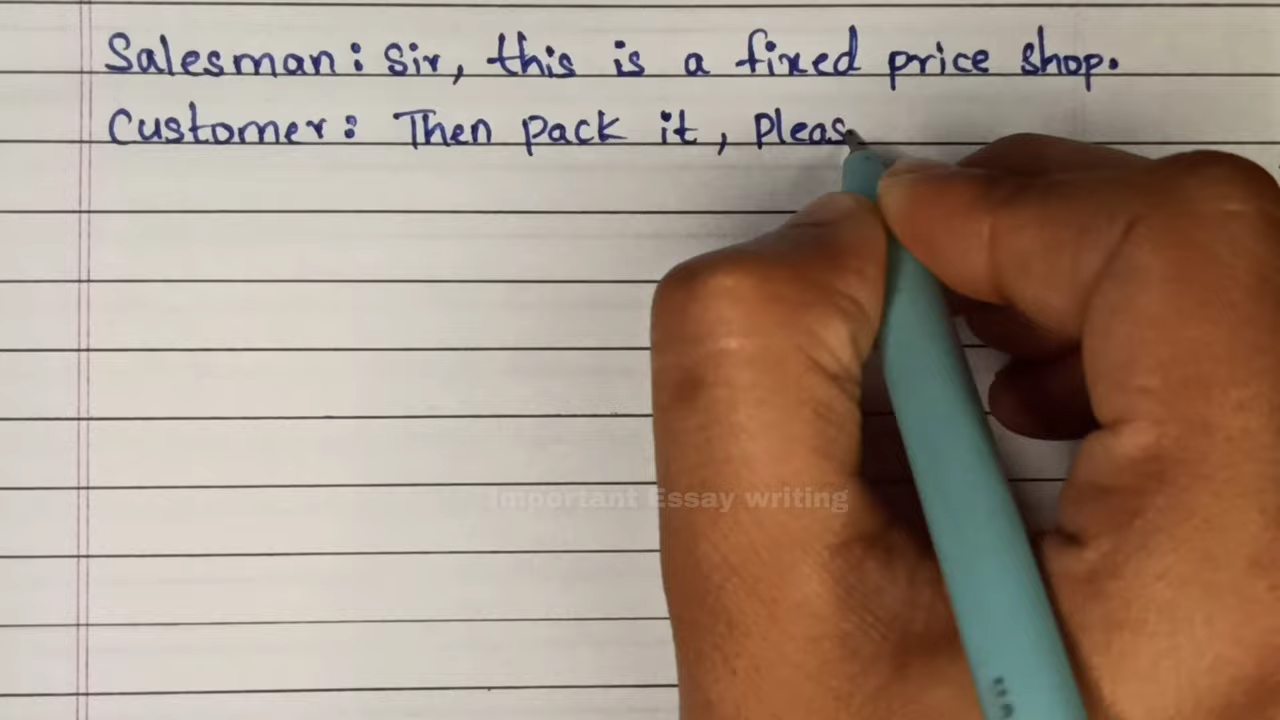 Salesman: Sir, this is a fixed price shop.
Customer: Then pack it, Pleas
Important Essay writing